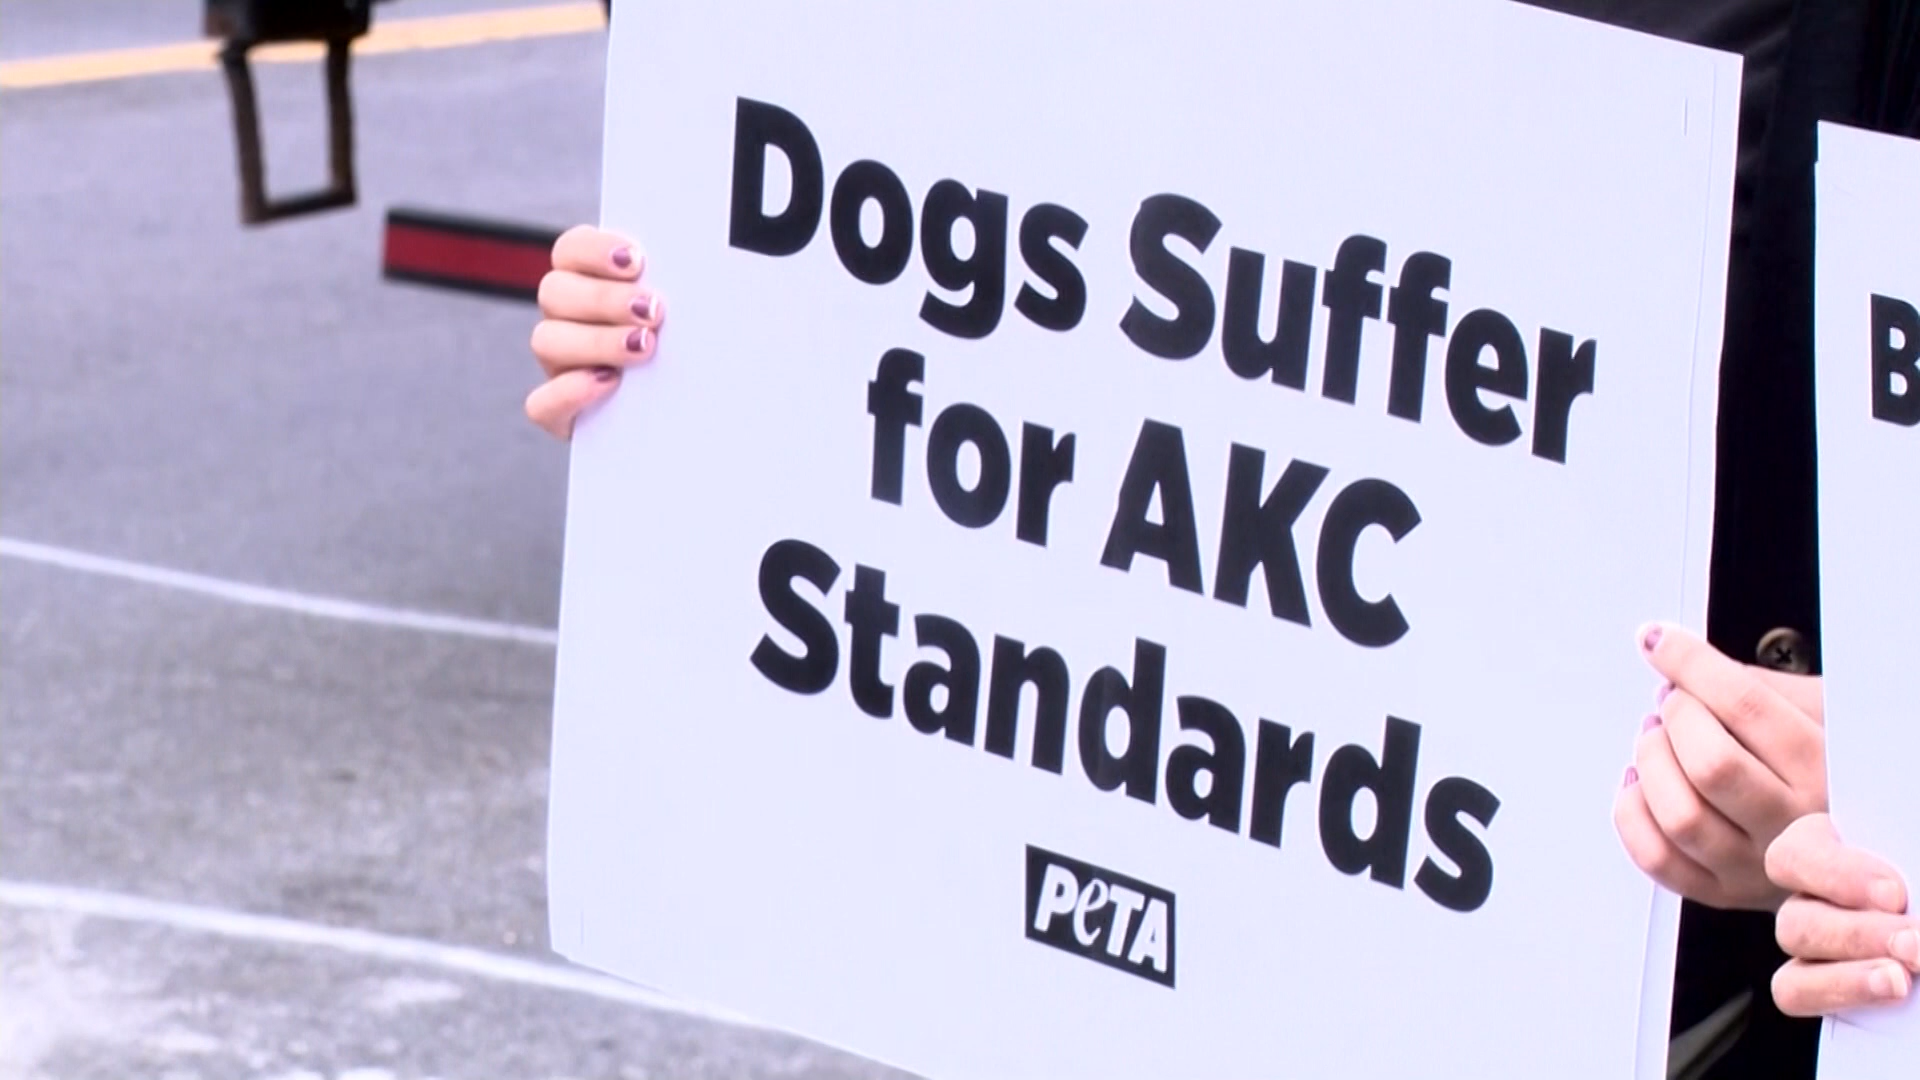 Dogs Suffer
for AKC
Standards
PeTA
B